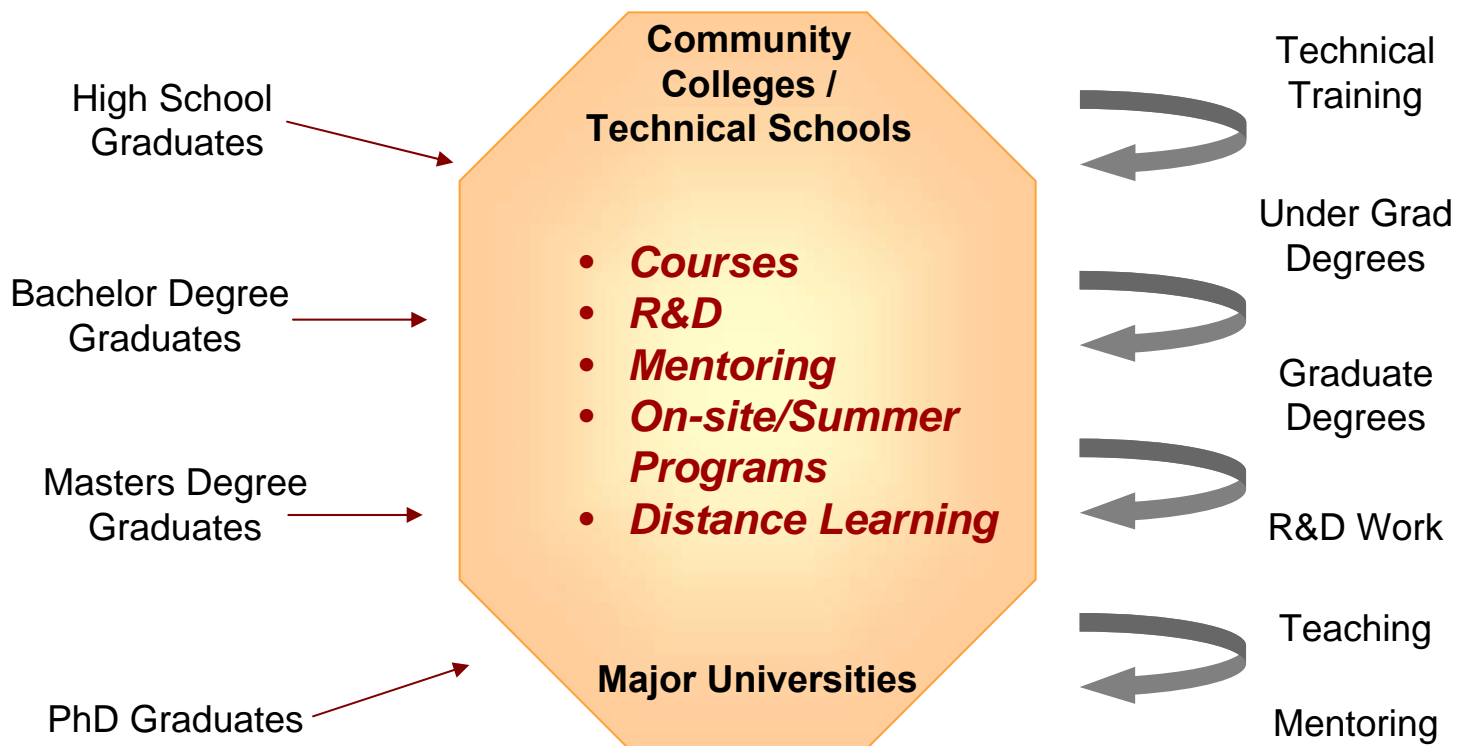 High School
Graduates
Bachelor Degree
Graduates
Masters Degree
Graduates
PhD Graduates
Community
Colleges /
Technical Schools
• Courses
• R&D
• Mentoring
• On-site/Summer
Programs
• Distance Learning
Major Universities
Technical
Training
Under Grad
Degrees
Graduate
Degrees
R&D Work
Teaching
Mentoring